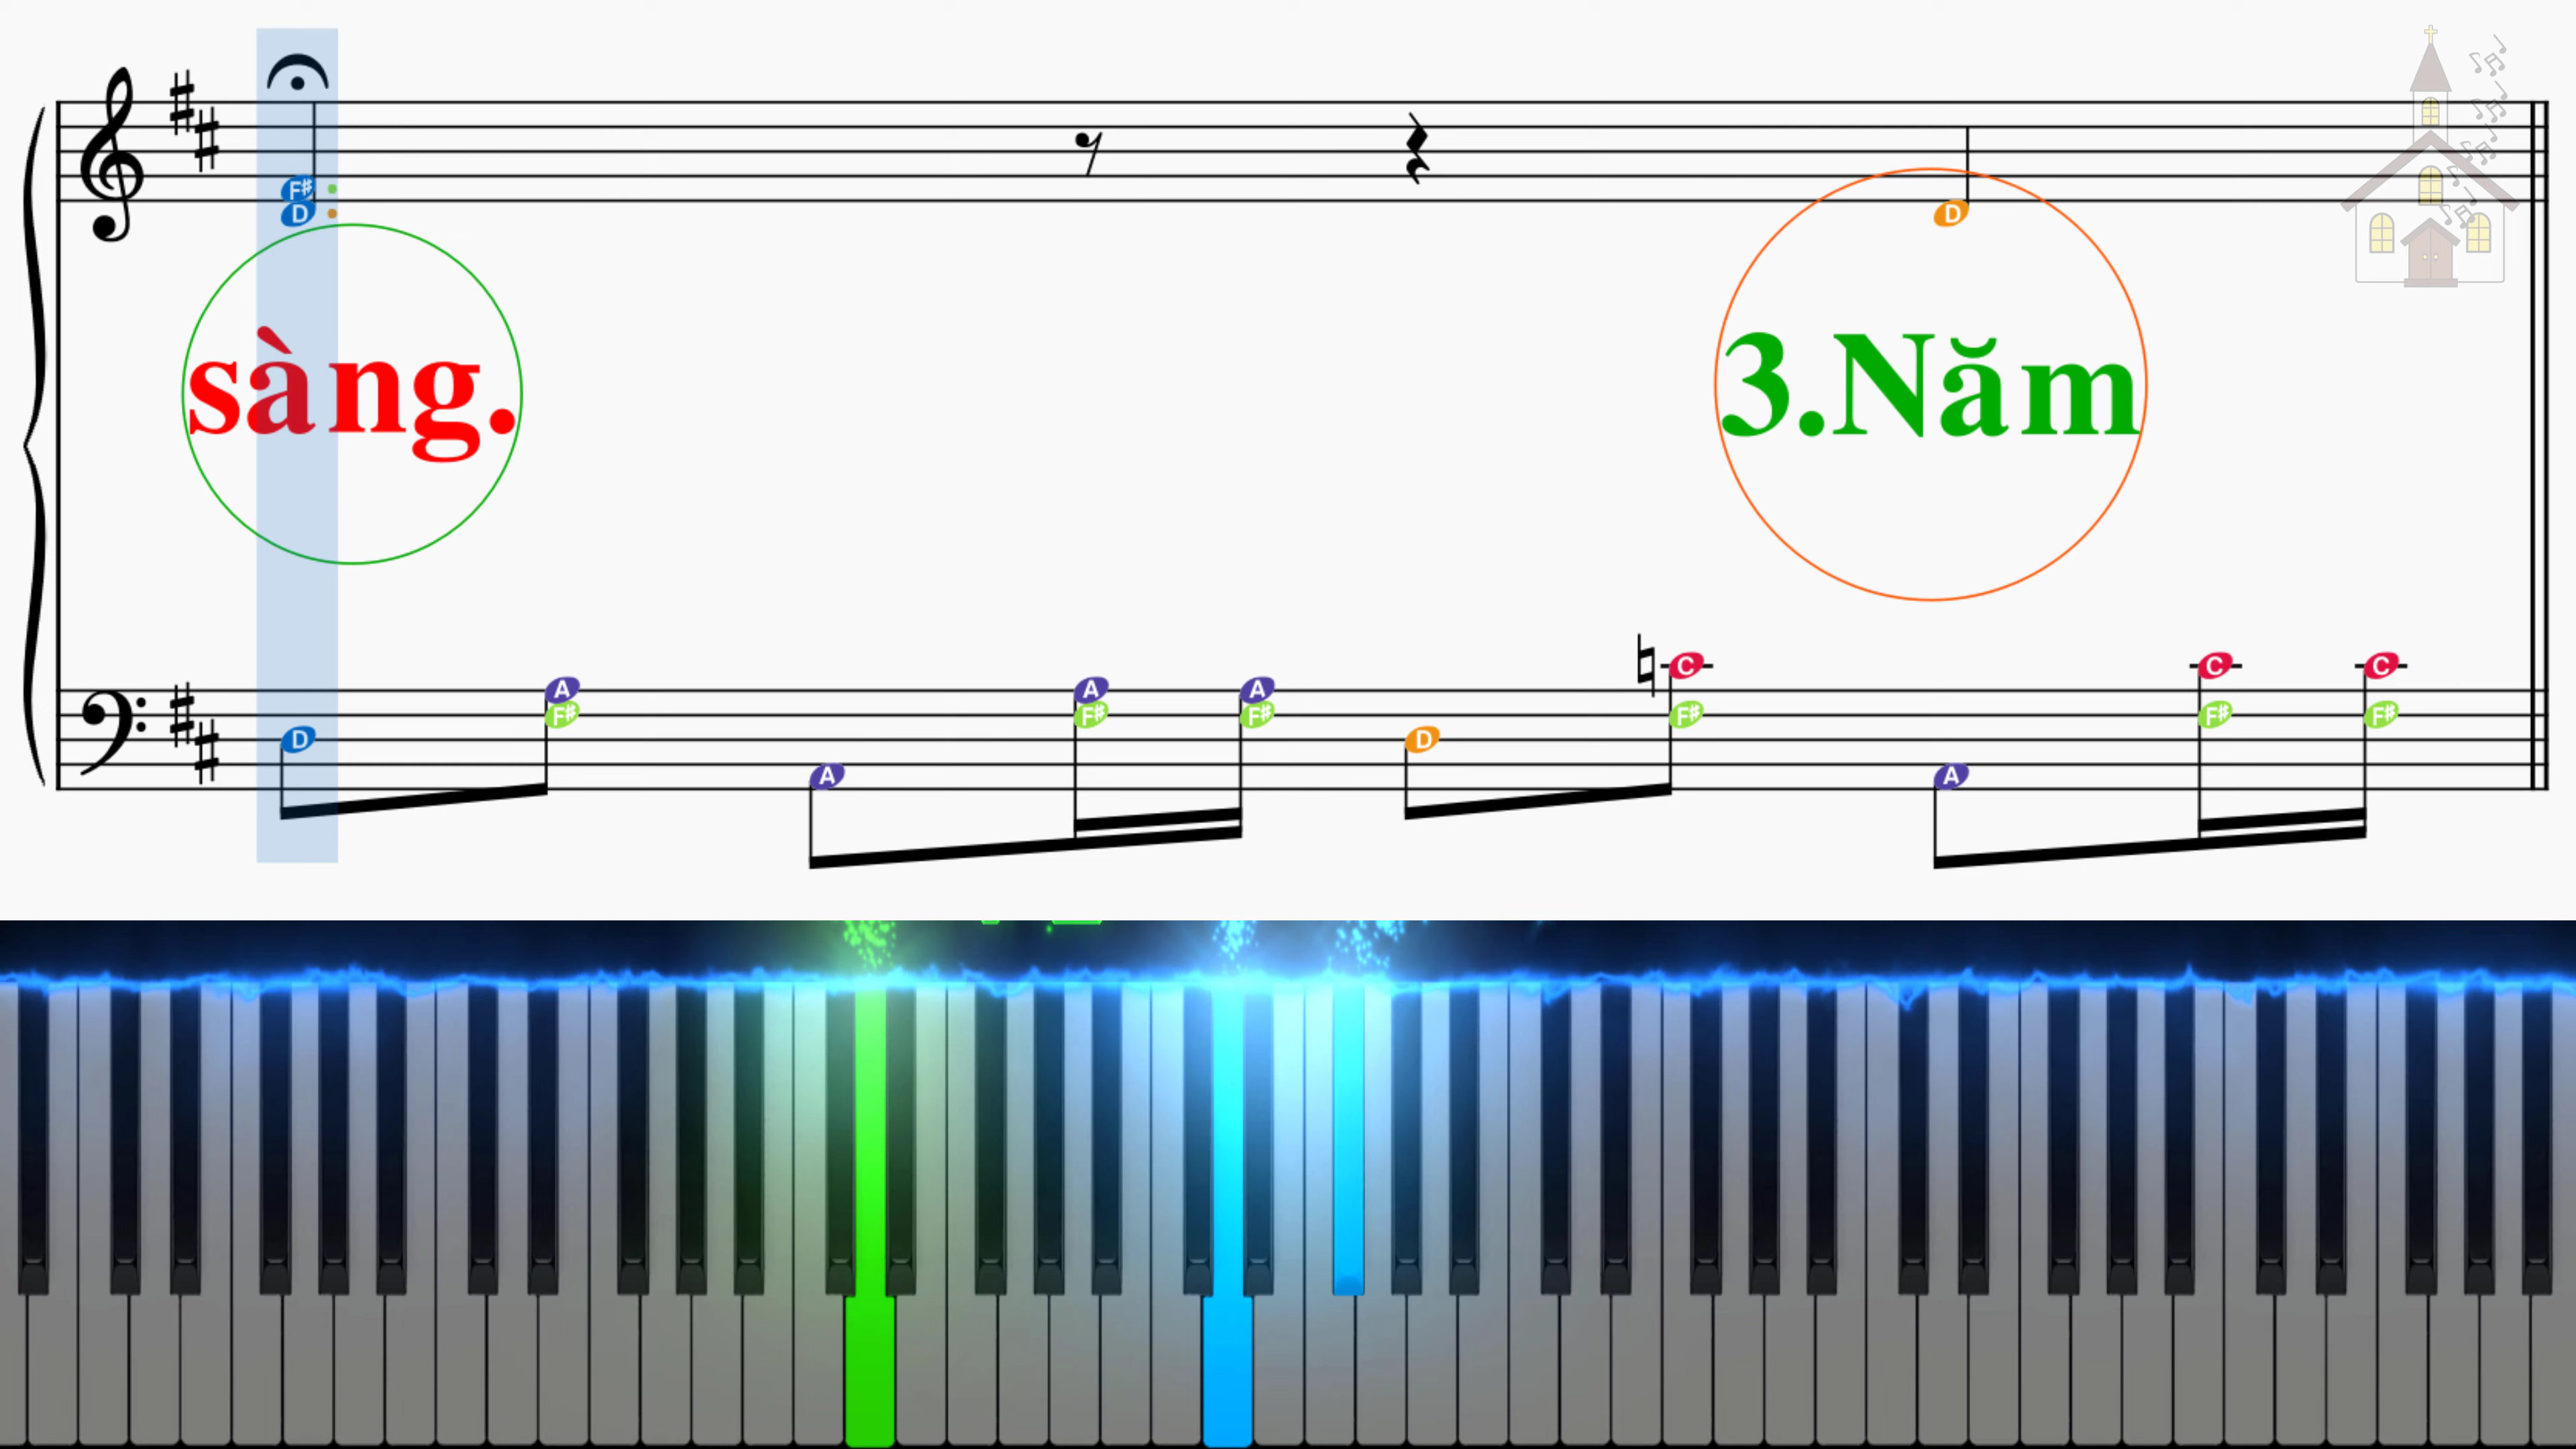 F# D
sàng.
D
3.Năm
A A A C C C
F# F# F# F# F# F#
D D
A A